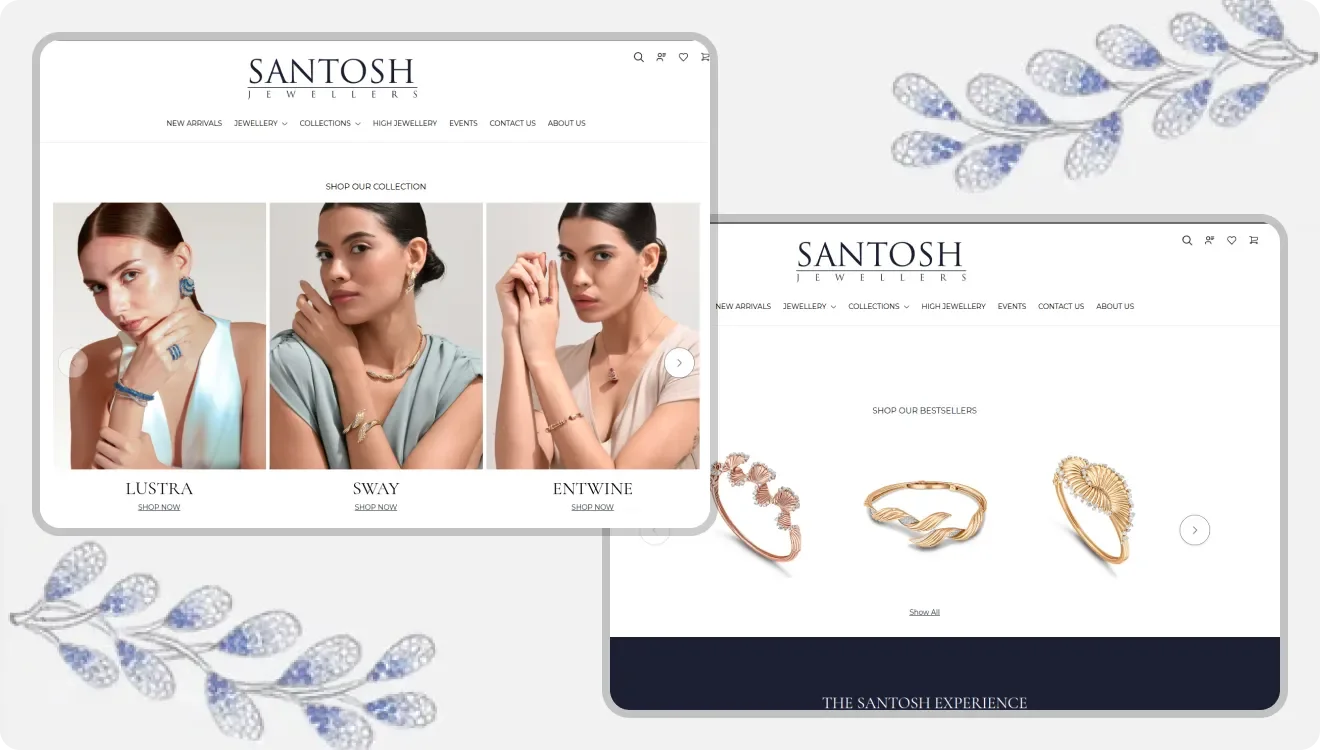 SANTOSH
JEWELLERS
NEW ARRIVALS JEWELLERY COLLECTIONS HIGH JEWELLERY EVENTS CONTACT US ABOUT US
SHOP OUR COLLECTION
LUSTRA SWAY ENTWINE
SHOP NOW SHOP NOW SHOP NOW
SANTOSH
JEWELLERS
NEW ARRIVALS JEWELLERY COLLECTIONS HIGH JEWELLERY EVENTS CONTACT US ABOUT US
SHOP OUR BESTSELLERS
Show All
THE SANTOSH EXPERIENCE